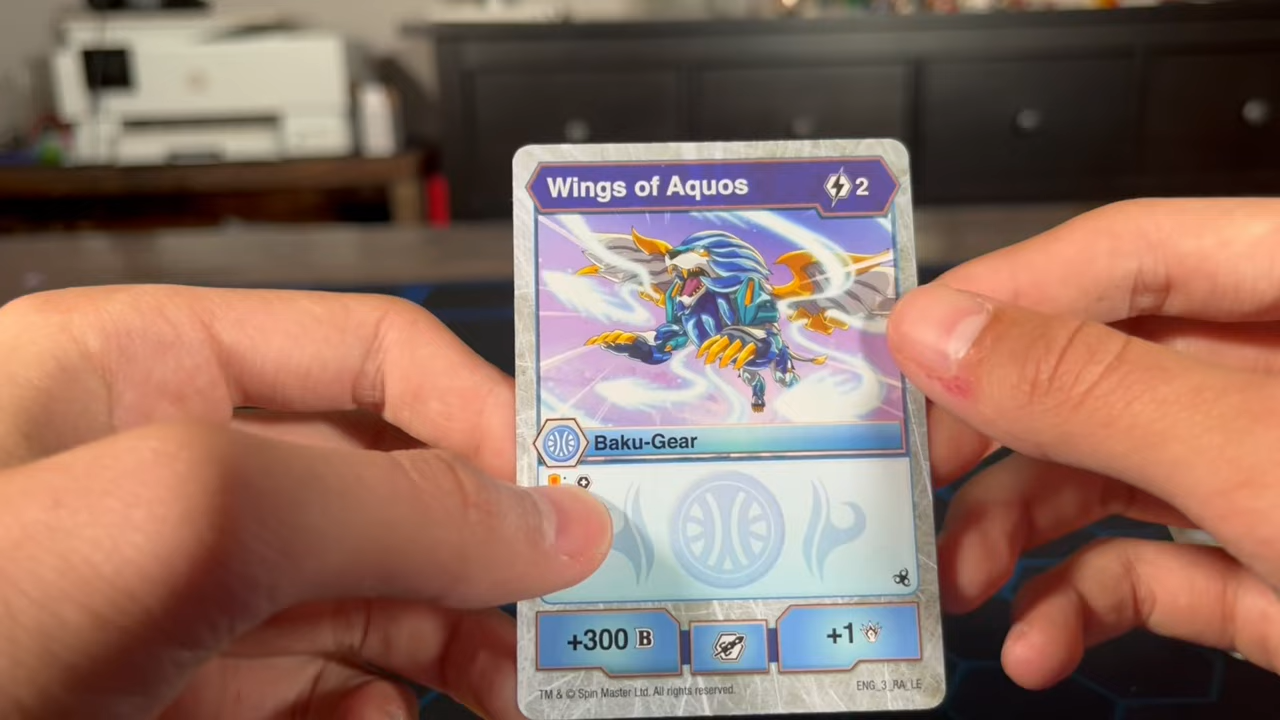 Wings of Aquos 2
Baku-Gear
+300 B
+1
TM & © Spin Master Ltd. All rights reserved.
ENG_3_RA_LE